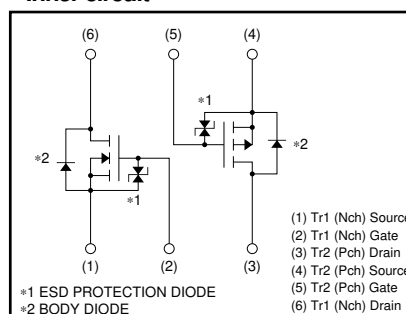 Inner circuit
(6) (5) (4)
*1
*2 *2
*1
(1) (2) (3)
(1) Tr1 (Nch) Source
(2) Tr1 (Nch) Gate
(3) Tr2 (Pch) Drain
(4) Tr2 (Pch) Source
(5) Tr2 (Pch) Gate
(6) Tr1 (Nch) Drain
*1 ESD PROTECTION DIODE
*2 BODY DIODE